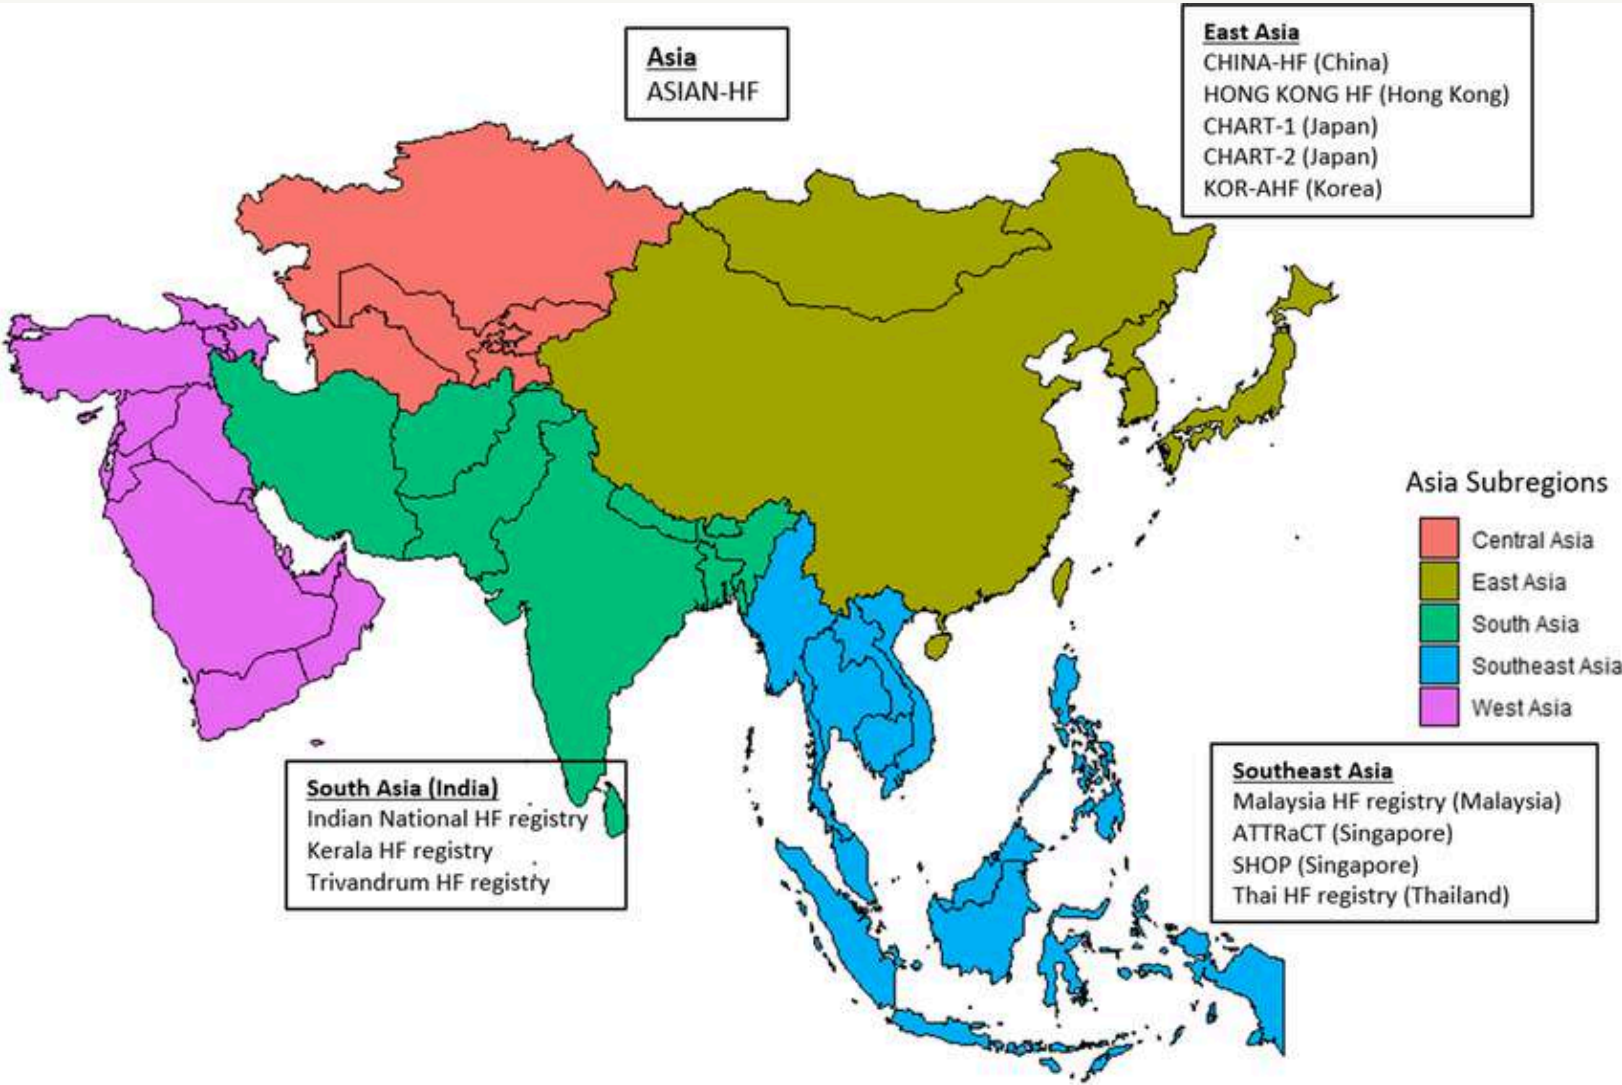 Asia
ASIAN-HF
East Asia
CHINA-HF (China)
HONG KONG HF (Hong Kong)
CHART-1 (Japan)
CHART-2 (Japan)
KOR-AHF (Korea)
Asia Subregions
Central Asia
East Asia
South Asia
Southeast Asia
West Asia
South Asia (India)
Indian National HF registry
Kerala HF registry
Trivandrum HF registry
Southeast Asia
Malaysia HF registry (Malaysia)
ATTRaCT (Singapore)
SHOP (Singapore)
Thai HF registry (Thailand)